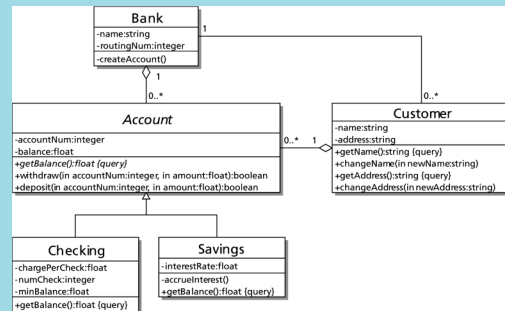 Bank
-name:string
-routingNum:integer
-createAccount()
1
1
0..*
0..*
Account
-accountNum:integer
-balance:float
+getBalance():float {query}
+withdraw(in accountNum:integer, in amount:float):boolean
+deposit(in accountNum:integer, in amount:float):boolean
0..*
1
Customer
-name:string
-address:string
+getName():string {query}
+changeName(in newName:string)
+getAddress():string {query}
+changeAddress(in newAddress:string)
Checking
-chargePerCheck:float
-numCheck:integer
-minBalance:float
+getBalance():float {query}
Savings
-interestRate:float
-accrueInterest()
+getBalance():float {query}